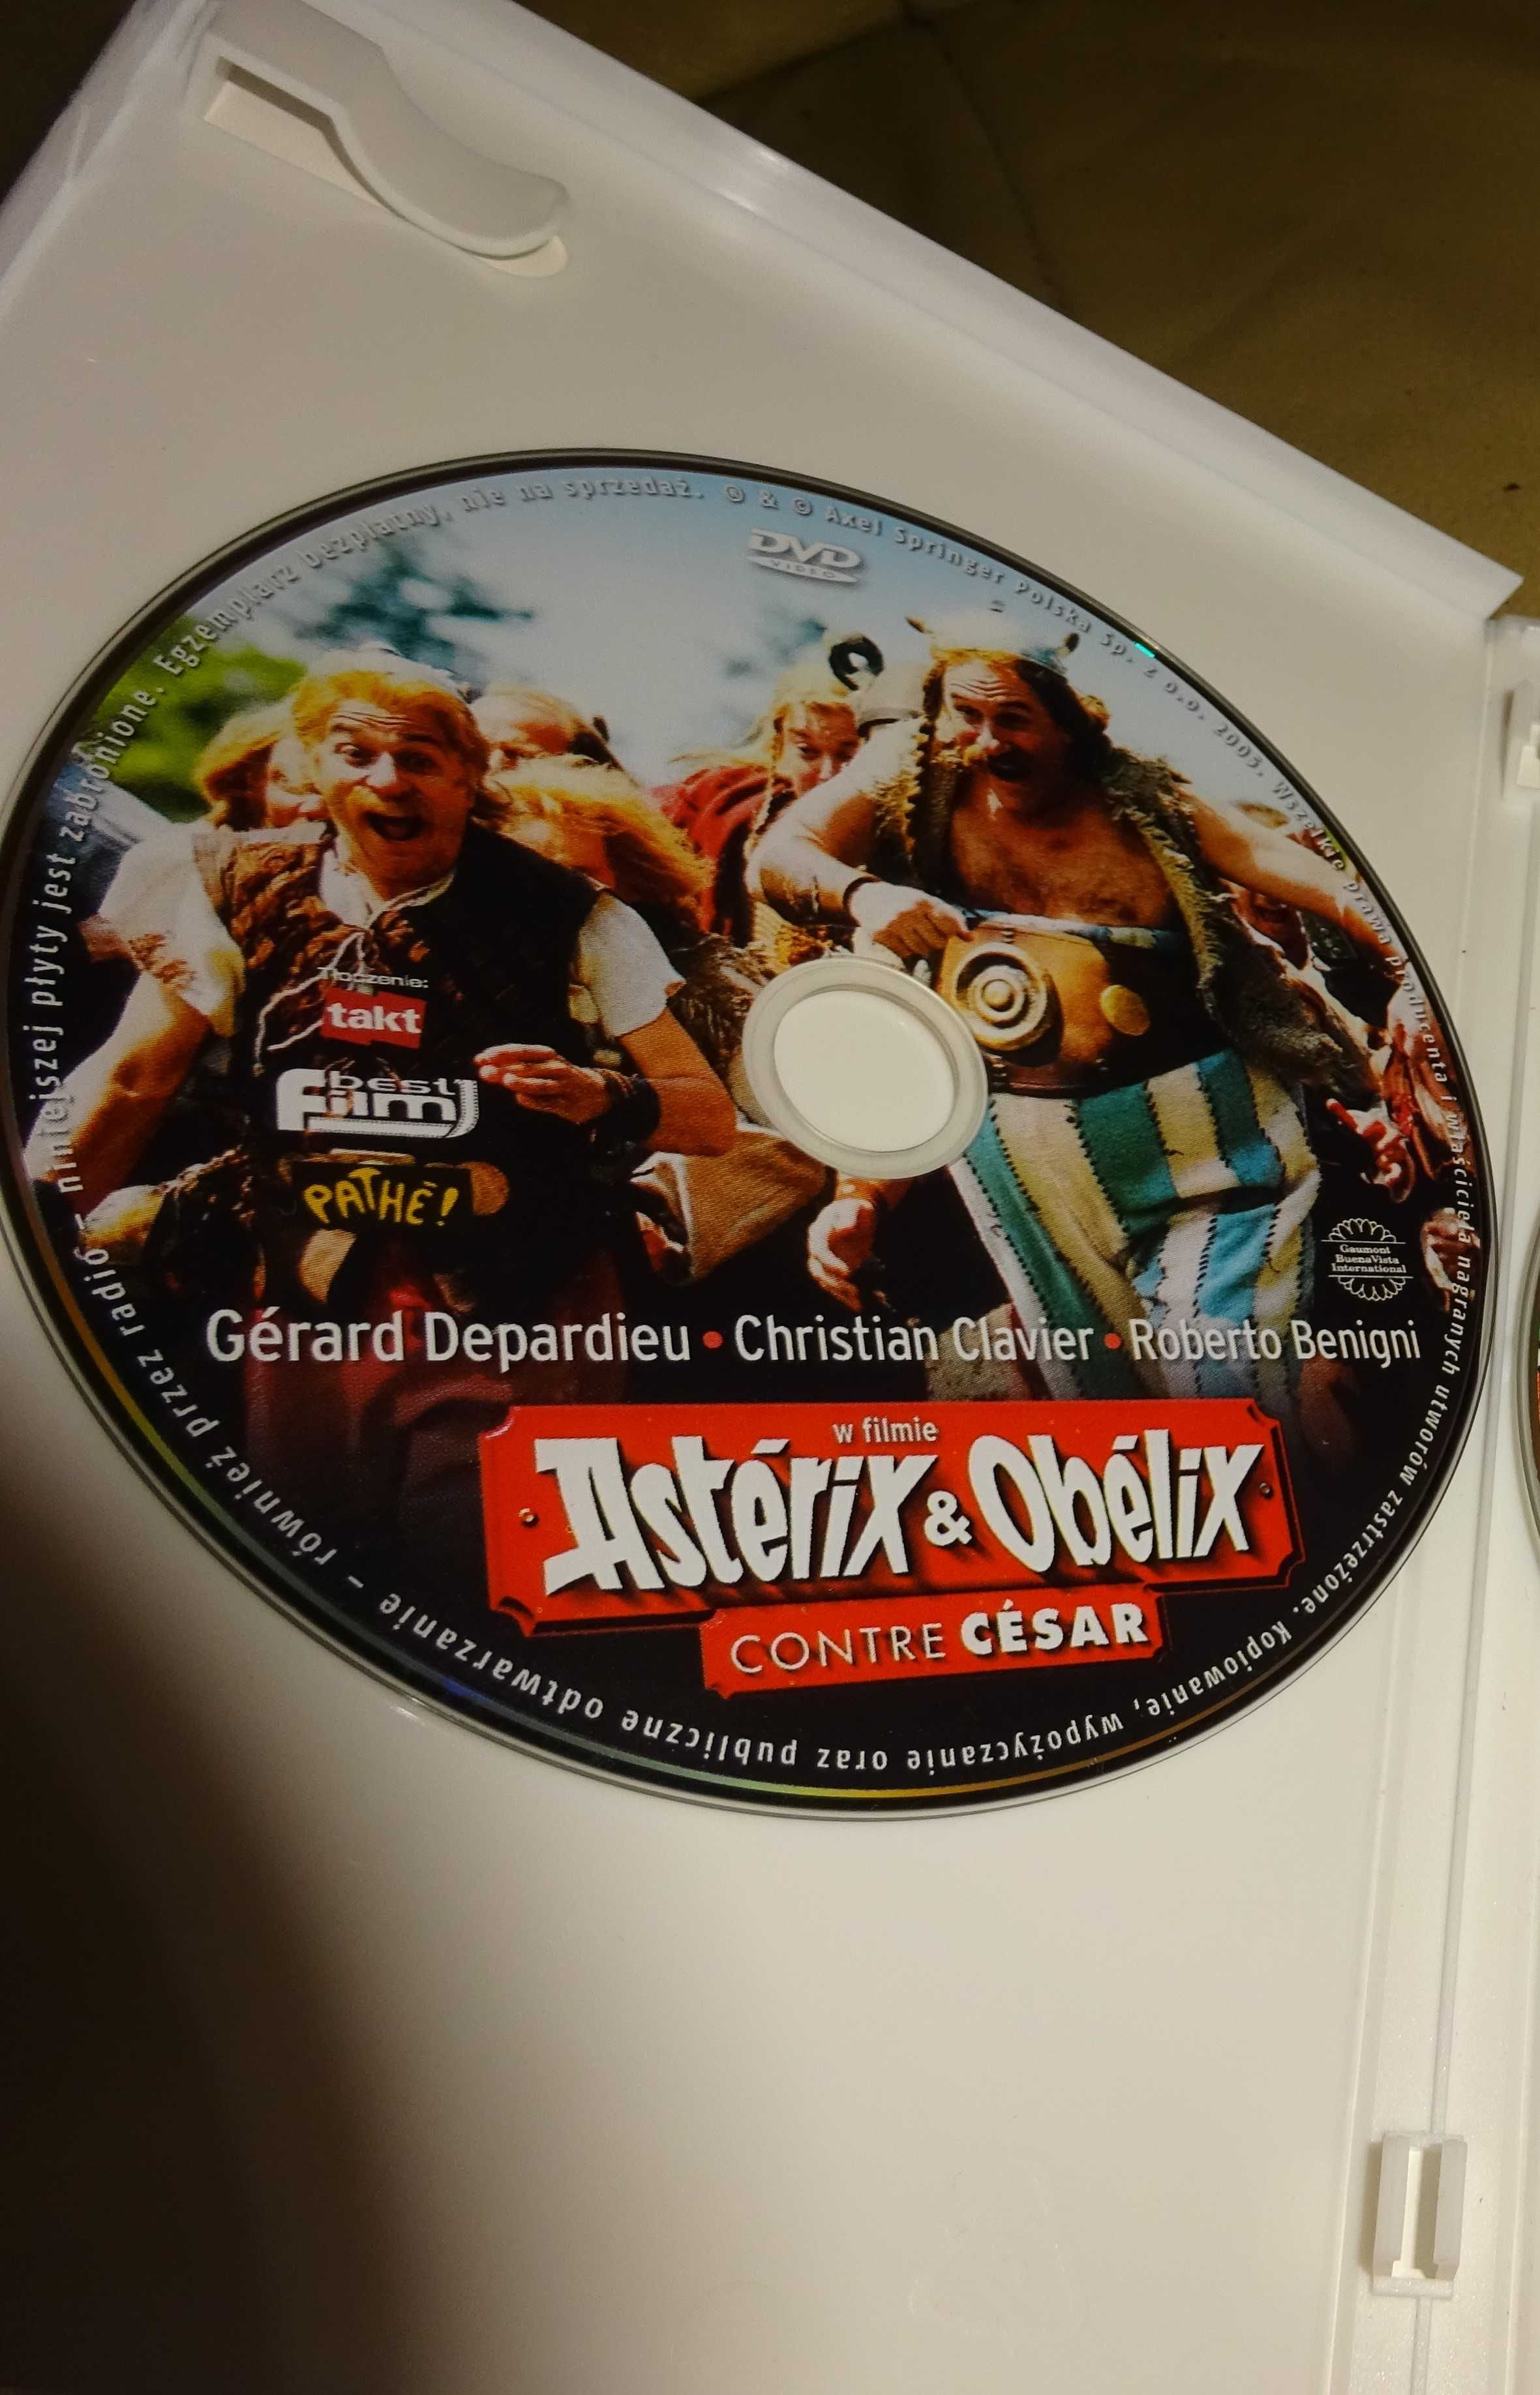 niniejszej płyty jest zabronione. Egzemplarz bezpłatny, nie na sprzedaż. ℗ & © Axel Springer Polska Sp. z o.o. 2005. Wszelkie prawa producenta i właściciela nagranych utworów zastrzeżone. Kopiowanie, wypożyczanie oraz publiczne odtwarzanie – również przez radio –
DVD
VIDEO
Tłoczenie:
takt
best
film
PATHÉ!
Gaumont
BuenaVista
International
Gérard Depardieu • Christian Clavier • Roberto Benigni
w filmie
Astérix & Obélix
CONTRE CÉSAR